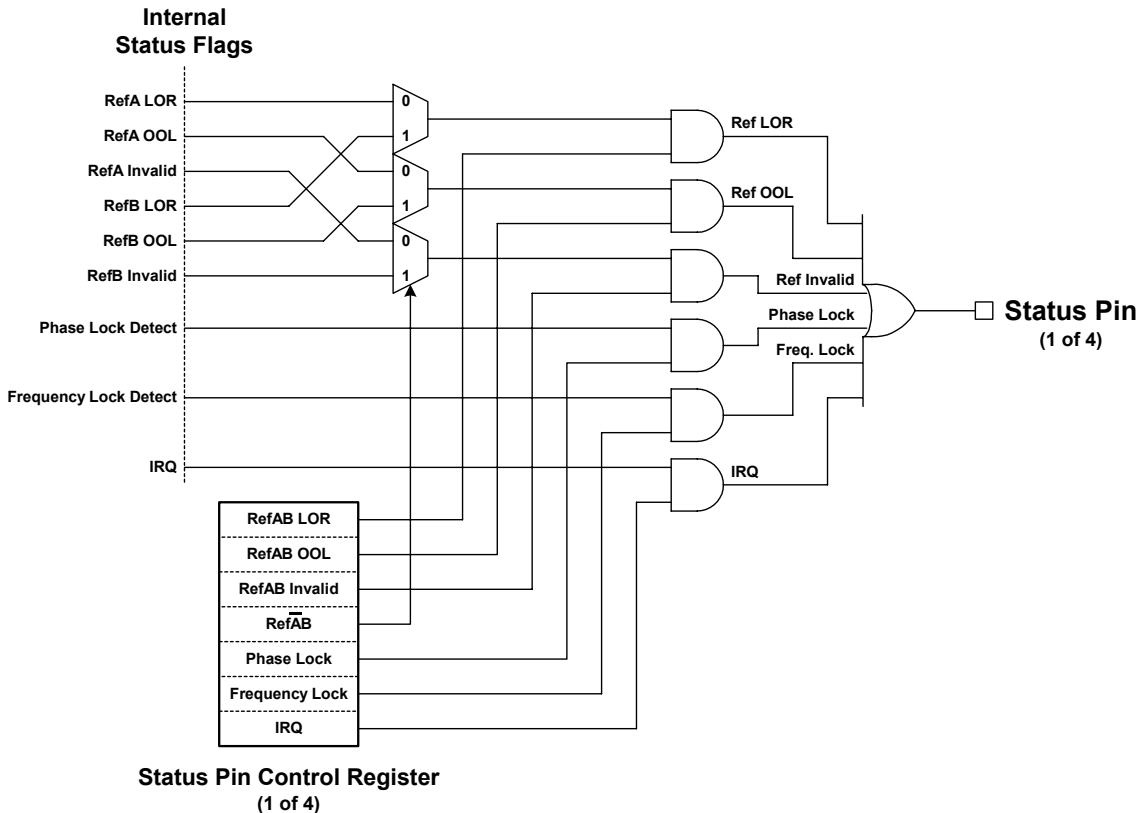 Internal
Status Flags
RefA LOR
RefA OOL
RefA Invalid
RefB LOR
RefB OOL
RefB Invalid
Phase Lock Detect
Frequency Lock Detect
IRQ
0
1
0
1
0
1
Ref LOR
Ref OOL
Ref Invalid
Phase Lock
Freq. Lock
IRQ
Status Pin
(1 of 4)
RefAB LOR
RefAB OOL
RefAB Invalid
RefA̅B
Phase Lock
Frequency Lock
IRQ
Status Pin Control Register
(1 of 4)